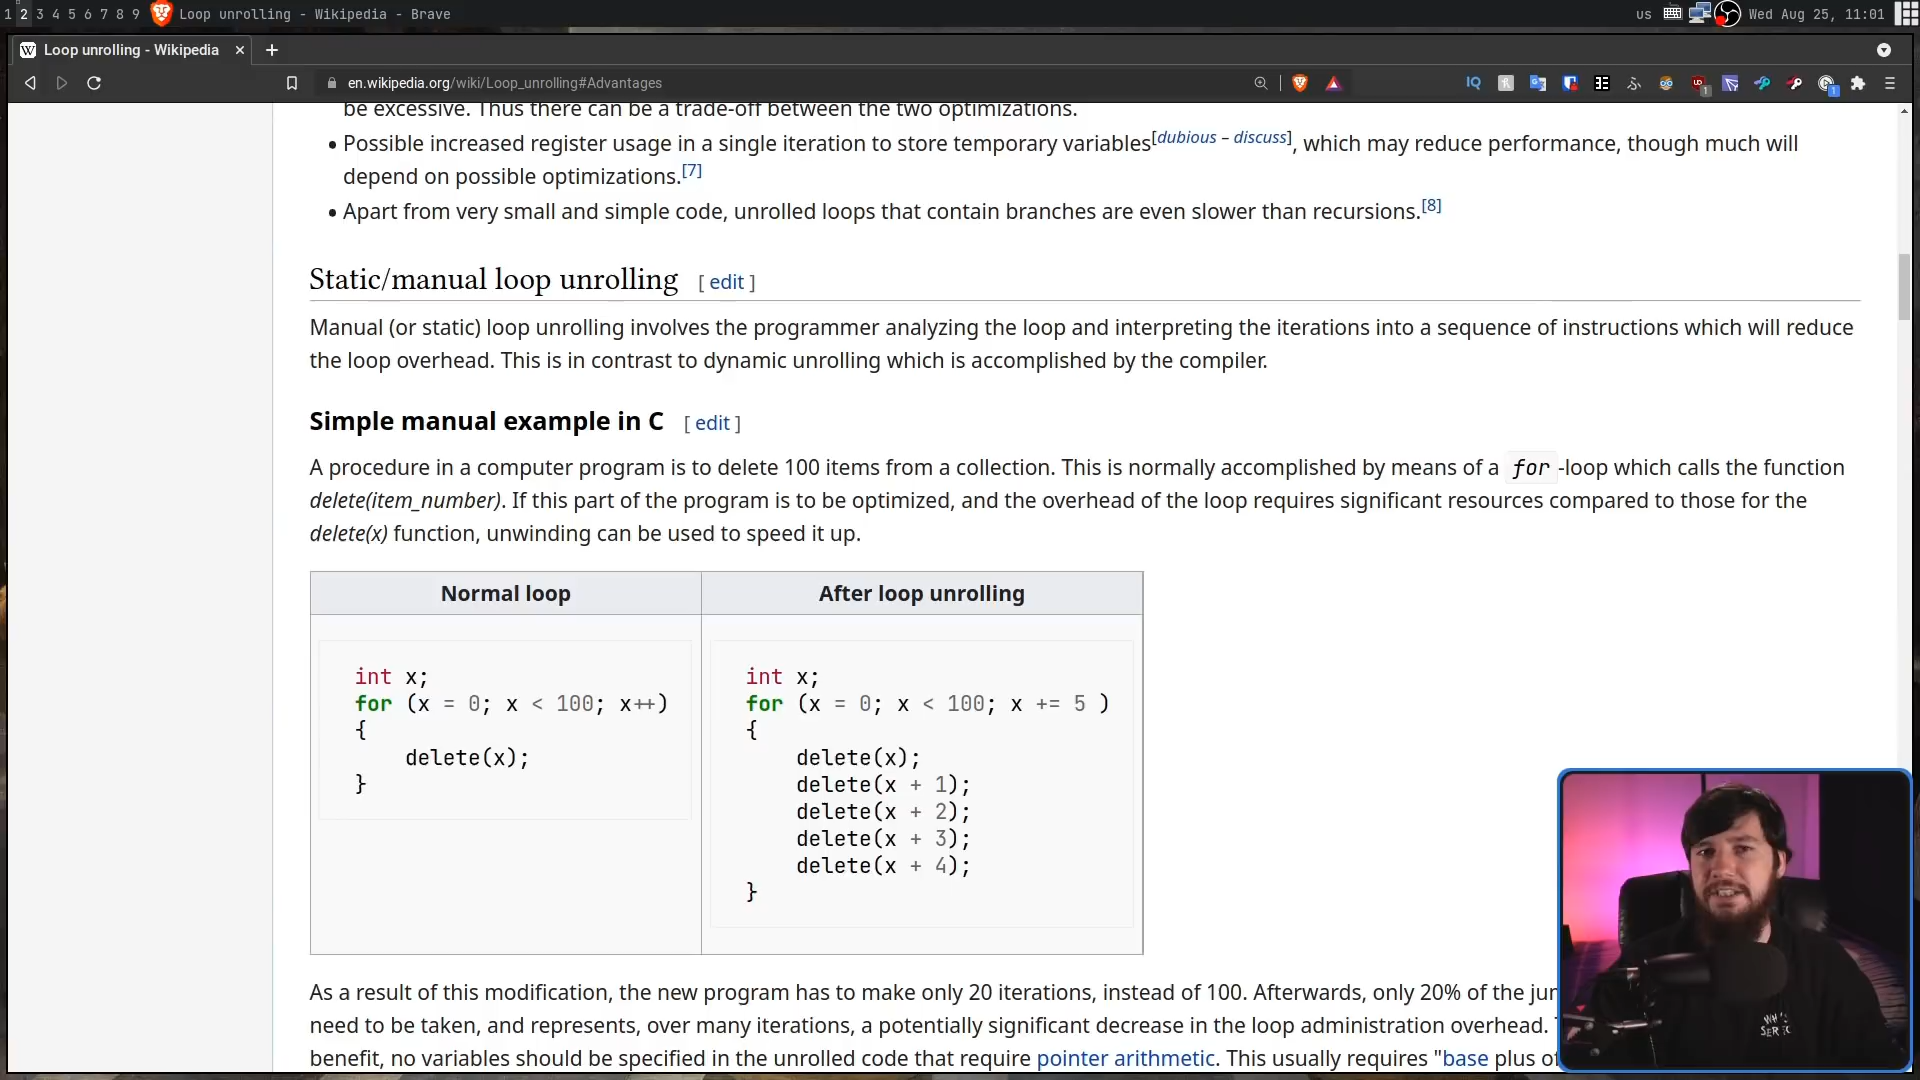 1 2 3 4 5 6 7 8 9 Loop unrolling - Wikipedia - Brave us Wed Aug 25, 11:01
Loop unrolling - Wikipedia
en.wikipedia.org/wiki/Loop_unrolling#Advantages
be excessive. Thus there can be a trade-off between the two optimizations.
• Possible increased register usage in a single iteration to store temporary variables[dubious – discuss], which may reduce performance, though much will
depend on possible optimizations.[7]
• Apart from very small and simple code, unrolled loops that contain branches are even slower than recursions.[8]
Static/manual loop unrolling [ edit ]
Manual (or static) loop unrolling involves the programmer analyzing the loop and interpreting the iterations into a sequence of instructions which will reduce
the loop overhead. This is in contrast to dynamic unrolling which is accomplished by the compiler.
Simple manual example in C [ edit ]
A procedure in a computer program is to delete 100 items from a collection. This is normally accomplished by means of a for -loop which calls the function
delete(item_number). If this part of the program is to be optimized, and the overhead of the loop requires significant resources compared to those for the
delete(x) function, unwinding can be used to speed it up.
Normal loop
int x;
for (x = 0; x < 100; x++)
{
delete(x);
}
After loop unrolling
int x;
for (x = 0; x < 100; x += 5 )
{
delete(x);
delete(x + 1);
delete(x + 2);
delete(x + 3);
delete(x + 4);
}
As a result of this modification, the new program has to make only 20 iterations, instead of 100. Afterwards, only 20% of the
need to be taken, and represents, over many iterations, a potentially significant decrease in the loop administration overhead.
benefit, no variables should be specified in the unrolled code that require pointer arithmetic. This usually requires "base plus